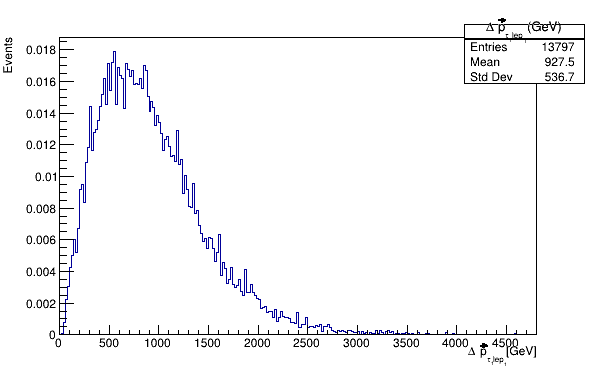 Δ p⃗ τ₁lep₁ (GeV)
Entries 13797
Mean 927.5
Std Dev 536.7
Events
0.018
0.016
0.014
0.012
0.01
0.008
0.006
0.004
0.002
0
0 500 1000 1500 2000 2500 3000 3500 4000 4500
Δ p⃗ τ₁lep₁ [GeV]